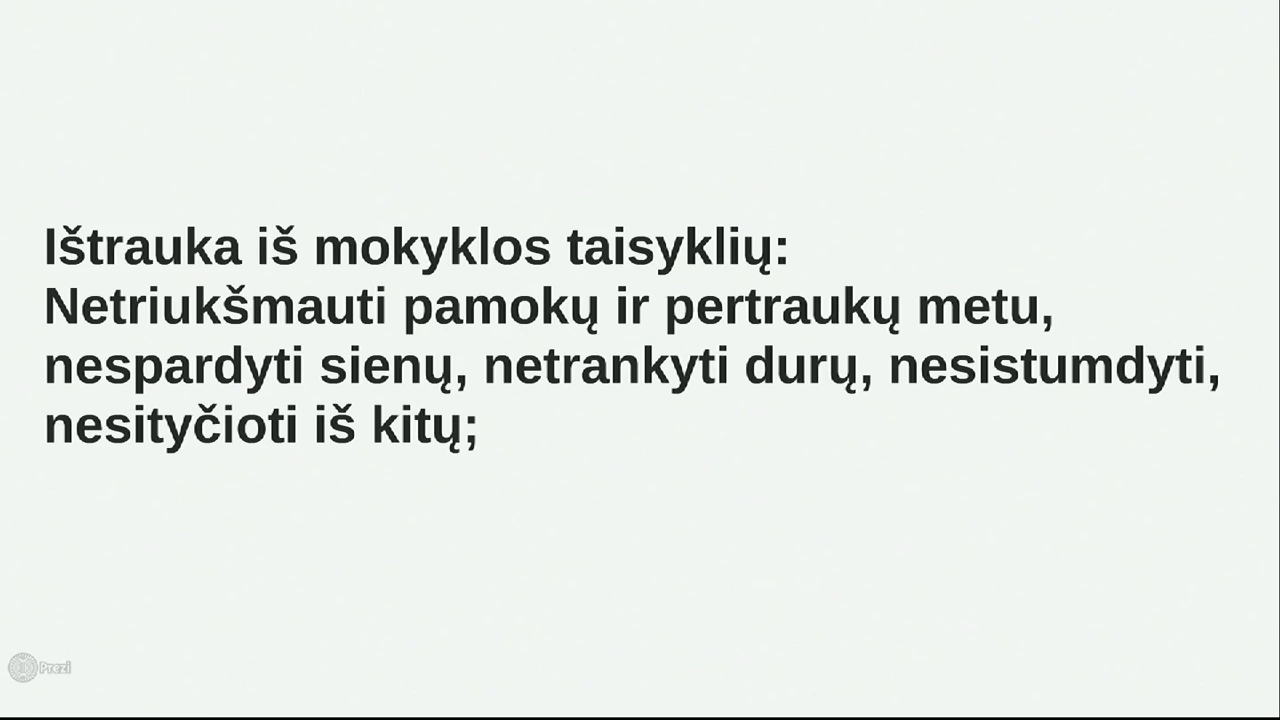 Ištrauka iš mokyklos taisyklių:
Netriukšmauti pamokų ir pertraukų metu,
nespardyti sienų, netrankyti durų, nesistumdyti,
nesityčioti iš kitų;
Prezi